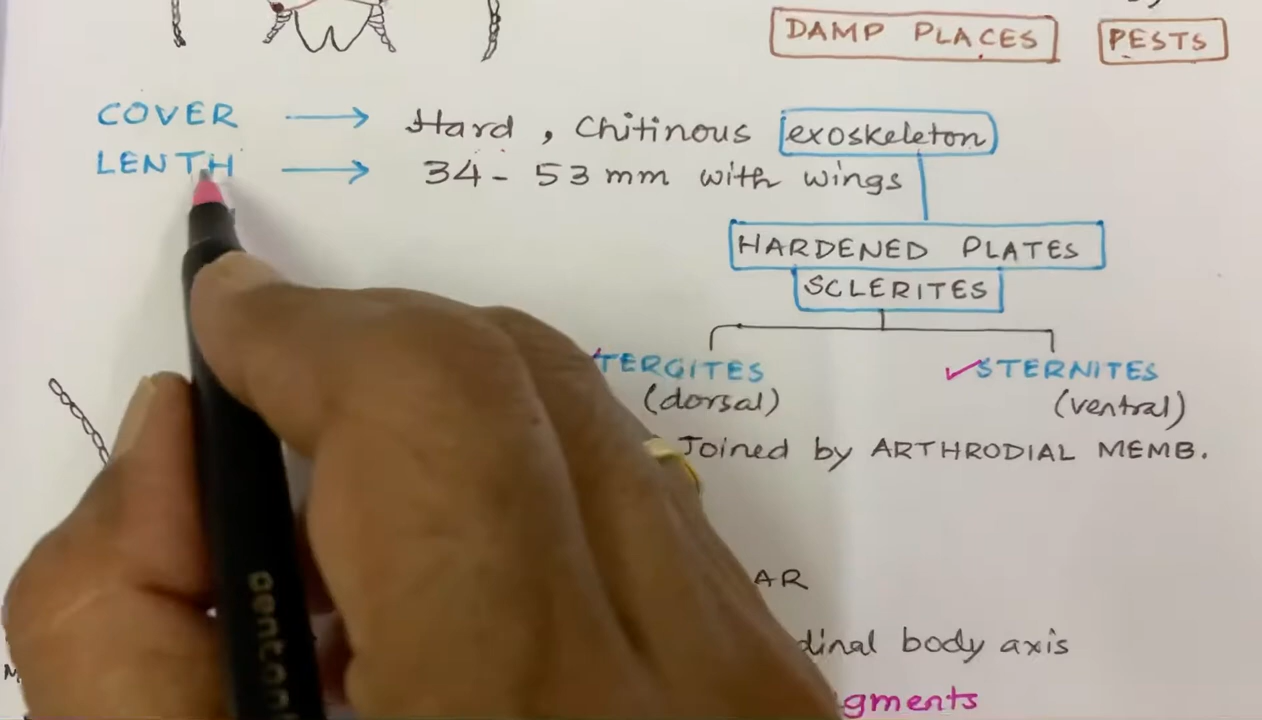 DAMP PLACES PESTS
COVER → Hard, Chitinous exoskeleton
LENTH → 34 - 53 mm with wings
HARDENED PLATES
SCLERITES
TERGITES ✓STERNITES
(dorsal) (ventral)
Joined by ARTHRODIAL MEMB.
AR
dinal body axis
gments